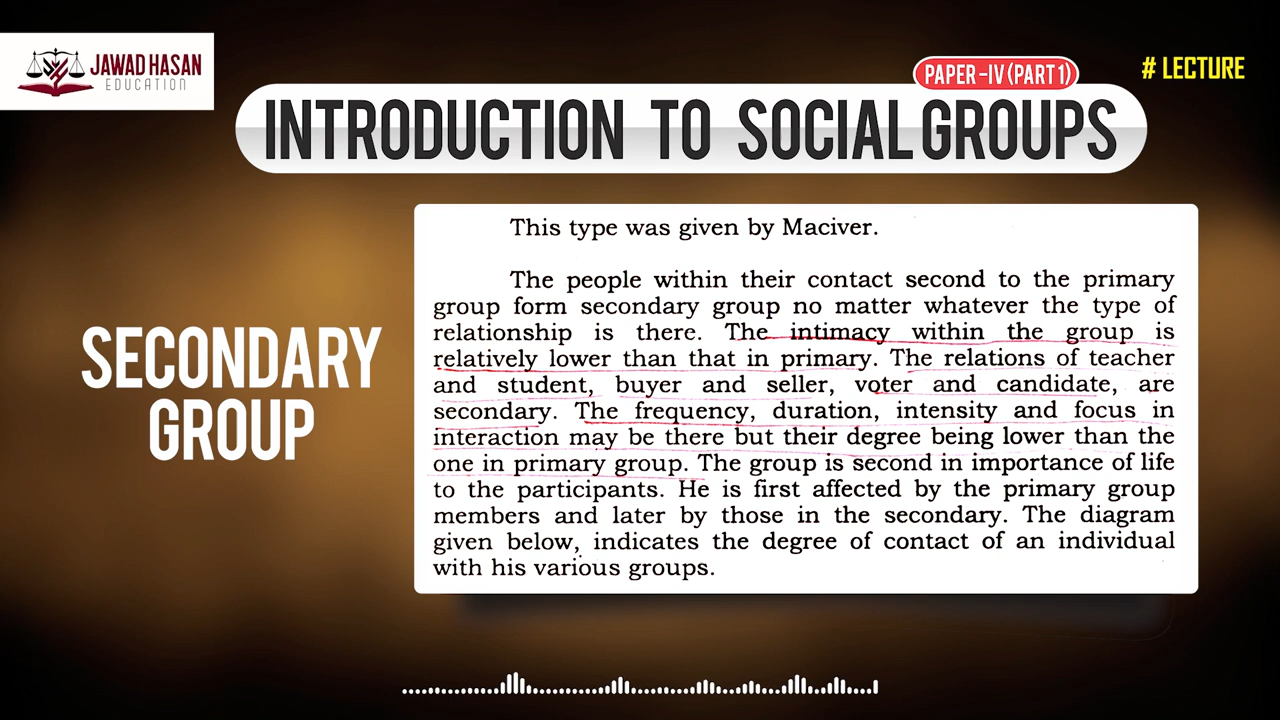 JAWAD HASAN
EDUCATION
# LECTURE
PAPER-IV (PART 1)
INTRODUCTION TO SOCIAL GROUPS
SECONDARY
GROUP
This type was given by Maciver.
The people within their contact second to the primary
group form secondary group no matter whatever the type of
relationship is there. The intimacy within the group is
relatively lower than that in primary. The relations of teacher
and student, buyer and seller, voter and candidate, are
secondary. The frequency, duration, intensity and focus in
interaction may be there but their degree being lower than the
one in primary group. The group is second in importance of life
to the participants. He is first affected by the primary group
members and later by those in the secondary. The diagram
given below, indicates the degree of contact of an individual
with his various groups.